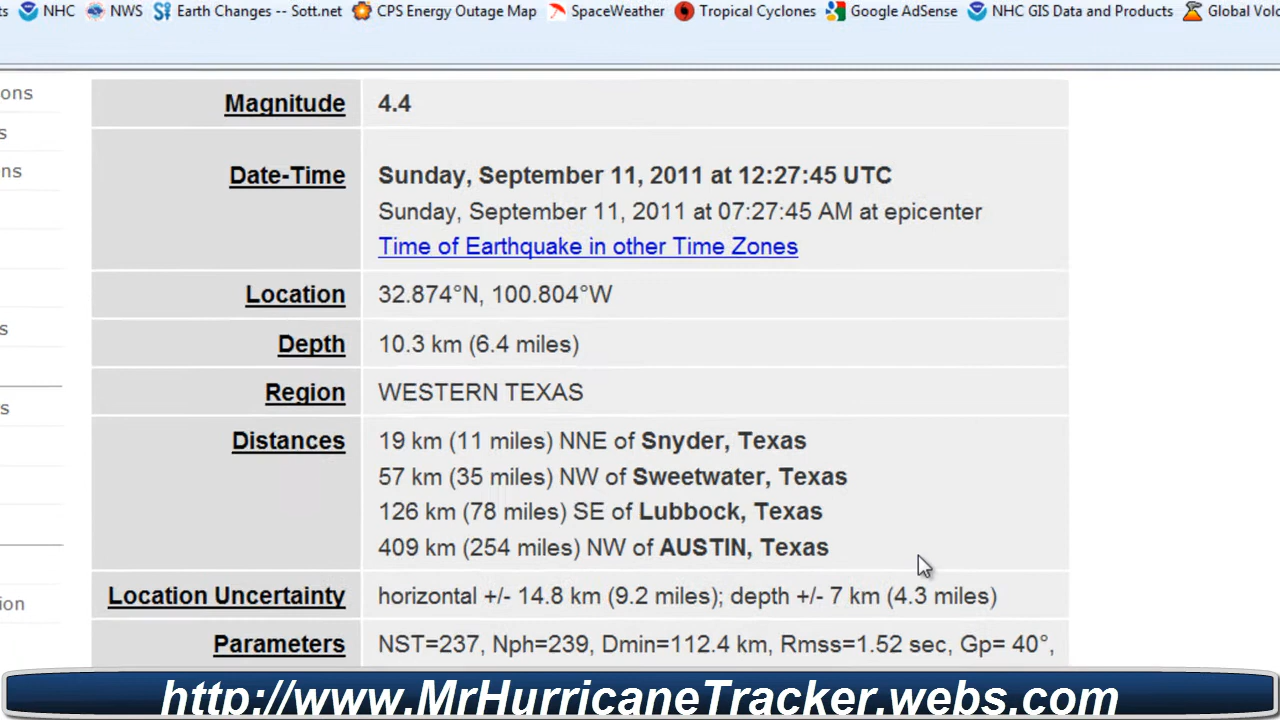 NHC NWS Earth Changes -- Sott.net CPS Energy Outage Map SpaceWeather Tropical Cyclones Google AdSense NHC GIS Data and Products Global Volc
ons
Magnitude 4.4
s
ns
Date-Time Sunday, September 11, 2011 at 12:27:45 UTC
Sunday, September 11, 2011 at 07:27:45 AM at epicenter
Time of Earthquake in other Time Zones
Location 32.874°N, 100.804°W
s
Depth 10.3 km (6.4 miles)
Region WESTERN TEXAS
s
Distances 19 km (11 miles) NNE of Snyder, Texas
57 km (35 miles) NW of Sweetwater, Texas
126 km (78 miles) SE of Lubbock, Texas
409 km (254 miles) NW of AUSTIN, Texas
Location Uncertainty horizontal +/- 14.8 km (9.2 miles); depth +/- 7 km (4.3 miles)
ion
Parameters NST=237, Nph=239, Dmin=112.4 km, Rmss=1.52 sec, Gp= 40°,
http://www.MrHurricaneTracker.webs.com